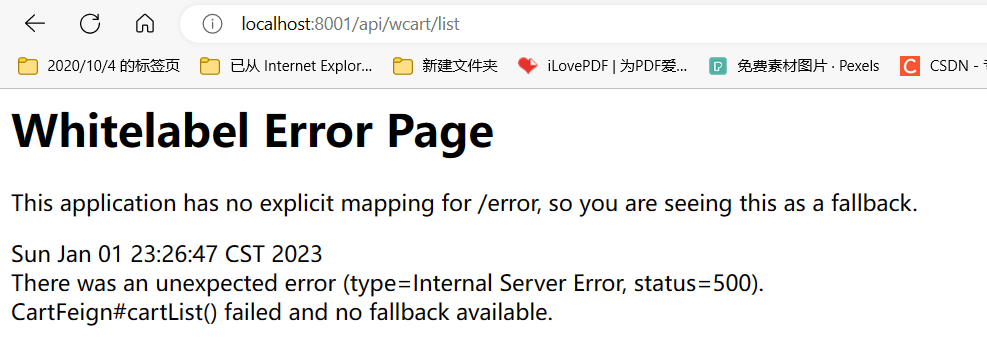 localhost:8001/api/wcart/list
2020/10/4 的标签页 已从 Internet Explor... 新建文件夹 iLovePDF | 为PDF爱... 免费素材图片 · Pexels CSDN -
Whitelabel Error Page
This application has no explicit mapping for /error, so you are seeing this as a fallback.
Sun Jan 01 23:26:47 CST 2023
There was an unexpected error (type=Internal Server Error, status=500).
CartFeign#cartList() failed and no fallback available.